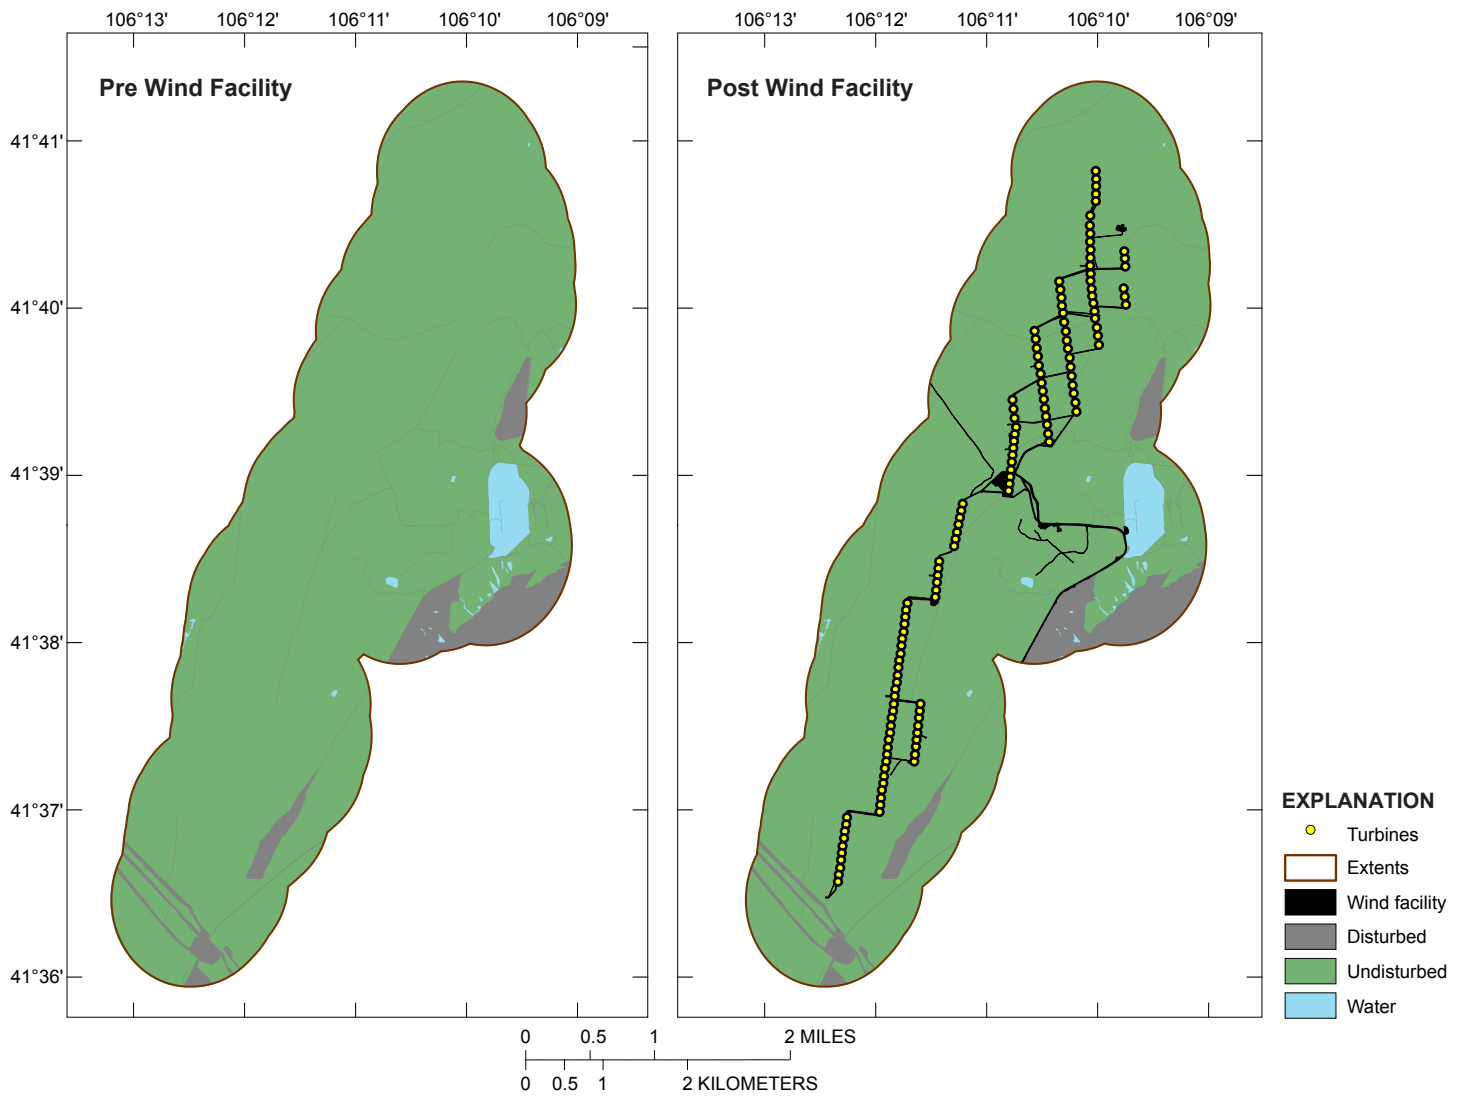 106°13' 106°12' 106°11' 106°10' 106°09'
106°13' 106°12' 106°11' 106°10' 106°09'
Pre Wind Facility
Post Wind Facility
41°41'
41°40'
41°39'
41°38'
41°37'
41°36'
EXPLANATION
Turbines
Extents
Wind facility
Disturbed
Undisturbed
Water
0 0.5 1 2 MILES
0 0.5 1 2 KILOMETERS